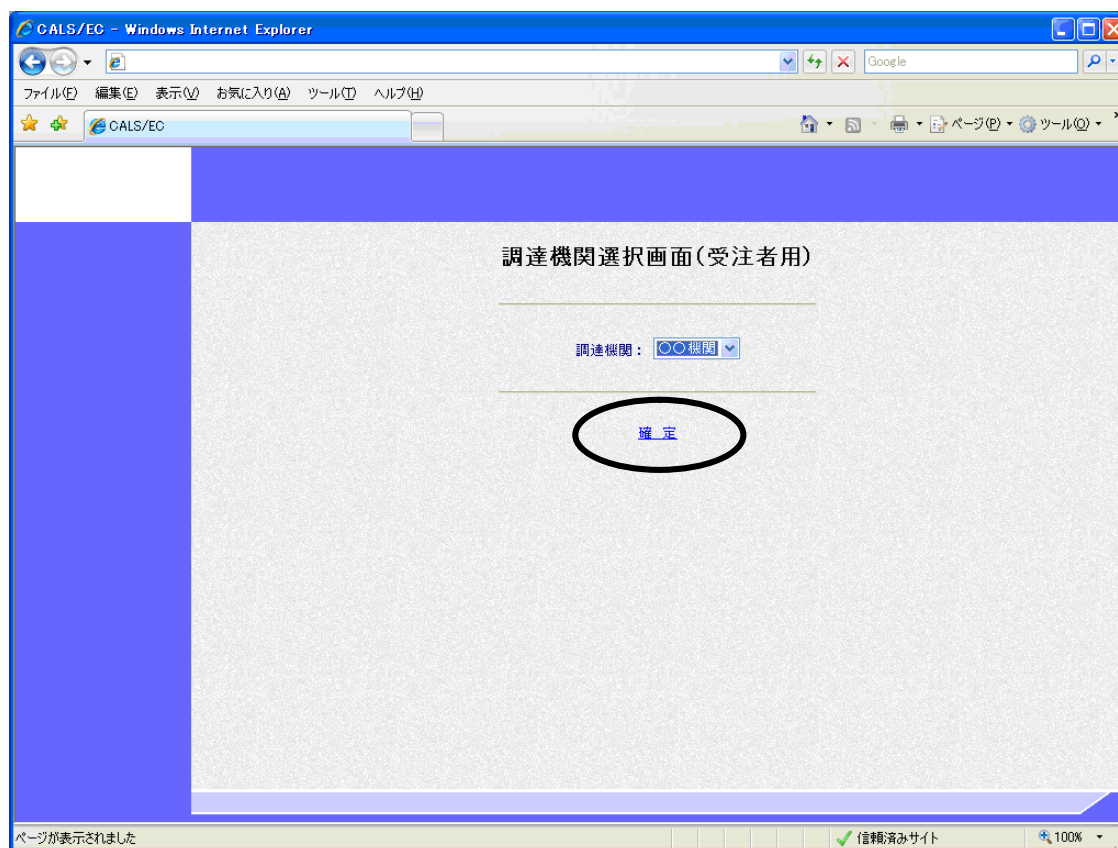 CALS/EC - Windows Internet Explorer
Google
ファイル(F) 編集(E) 表示(V) お気に入り(A) ツール(T) ヘルプ(H)
CALS/EC ページ(P) ツール(O)
調達機関選択画面(受注者用)
調達機関： 〇〇機関
確 定
ページが表示されました 信頼済みサイト 100%